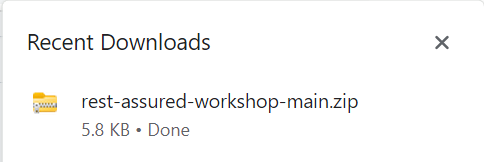 Recent Downloads
rest-assured-workshop-main.zip
5.8 KB • Done